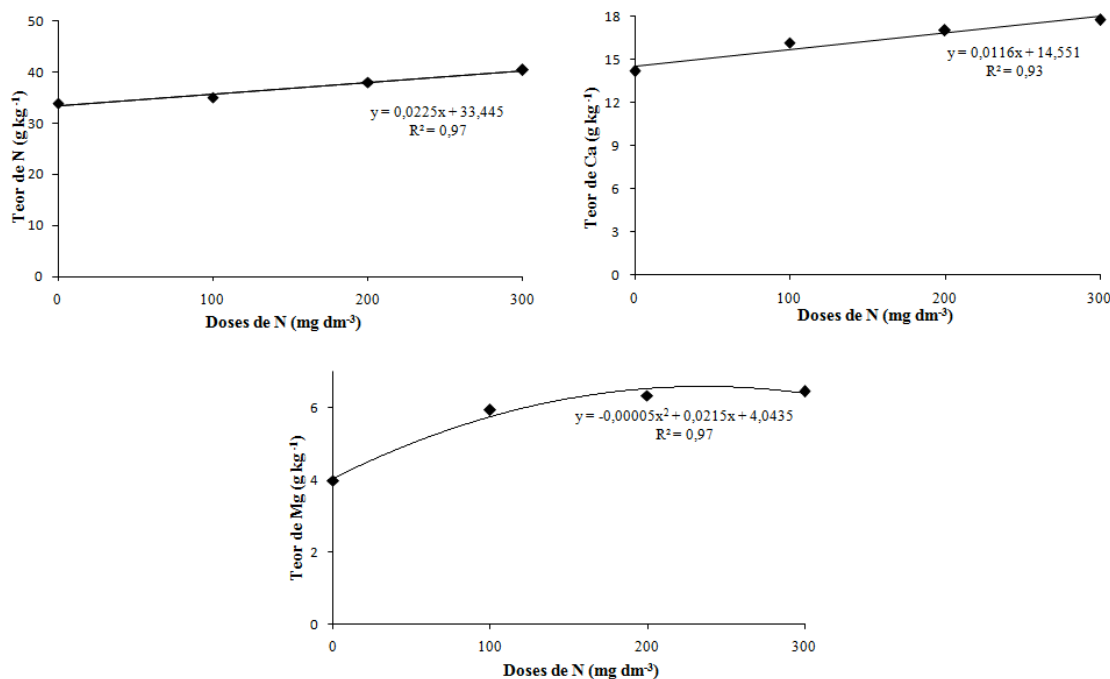 50
40
30
20
10
0
Teor de N (g kg⁻¹)
y = 0,0225x + 33,445
R² = 0,97
0 100 200 300
Doses de N (mg dm⁻³)
18
15
12
9
6
3
0
Teor de Ca (g kg⁻¹)
y = 0,0116x + 14,551
R² = 0,93
0 100 200 300
Doses de N (mg dm⁻³)
6
4
2
0
Teor de Mg (g kg⁻¹)
y = -0,00005x² + 0,0215x + 4,0435
R² = 0,97
0 100 200 300
Doses de N (mg dm⁻³)